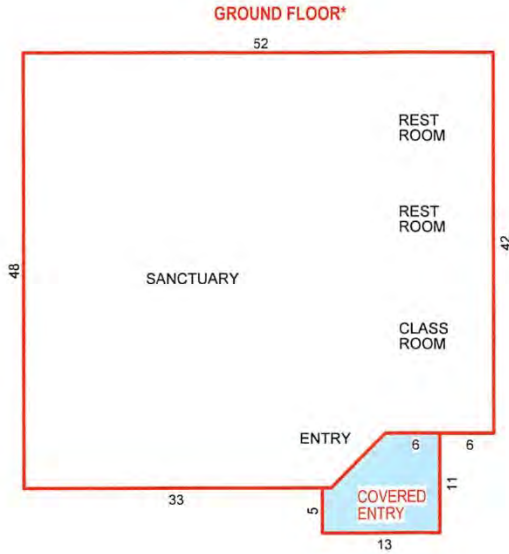 GROUND FLOOR*
52
REST
ROOM
REST
ROOM
42
48
SANCTUARY
CLASS
ROOM
ENTRY
6
6
33
5
COVERED
ENTRY
11
13